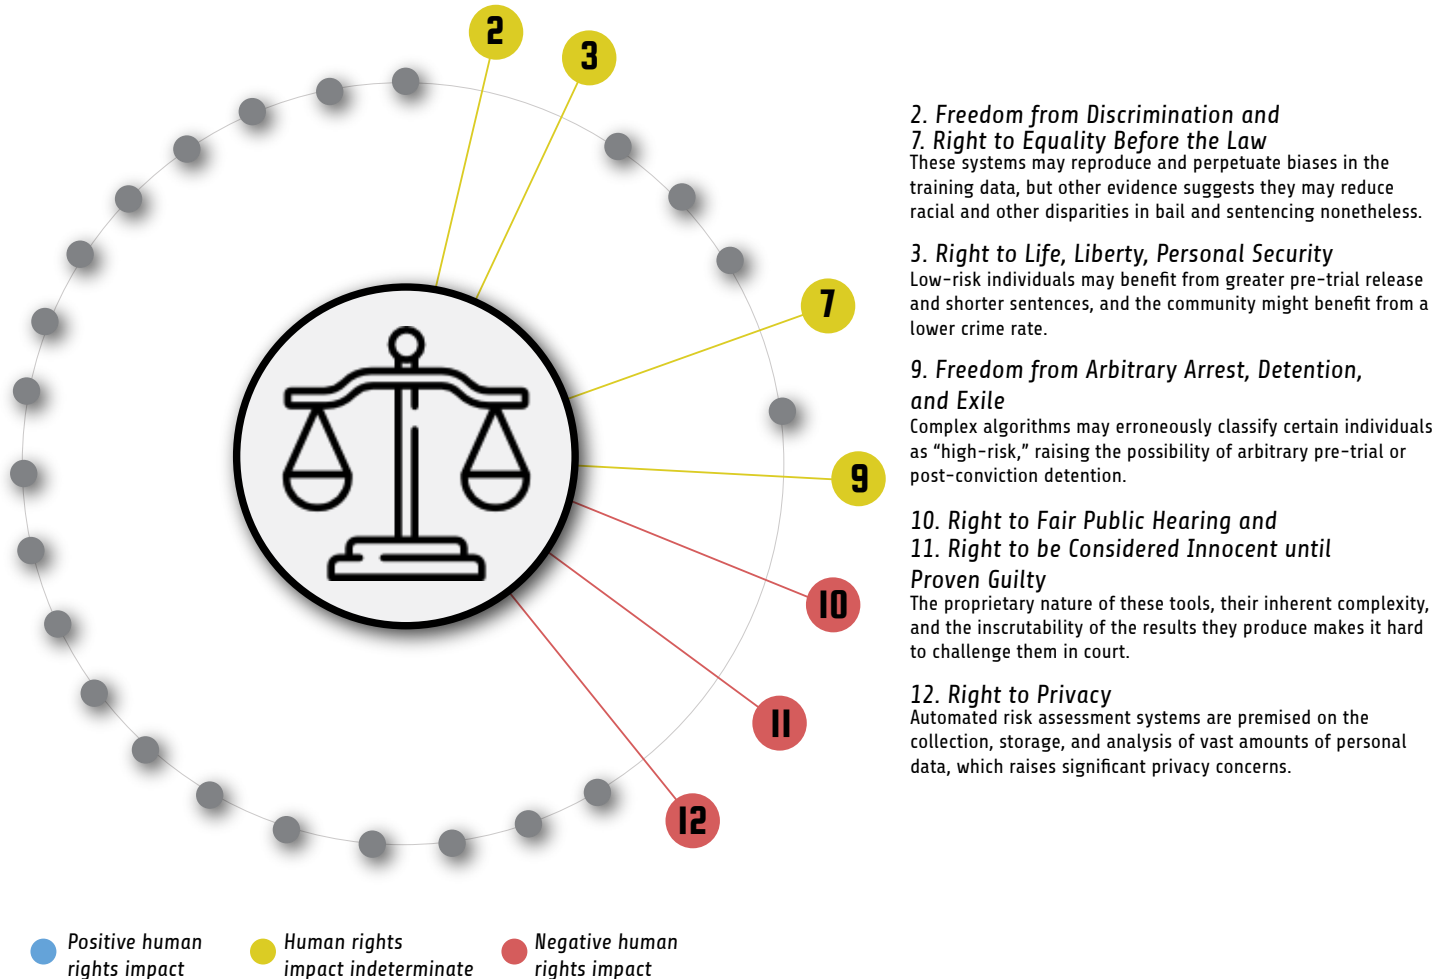 2
3
7
9
10
11
12
2. Freedom from Discrimination and
7. Right to Equality Before the Law
These systems may reproduce and perpetuate biases in the
training data, but other evidence suggests they may reduce
racial and other disparities in bail and sentencing nonetheless.
3. Right to Life, Liberty, Personal Security
Low-risk individuals may benefit from greater pre-trial release
and shorter sentences, and the community might benefit from a
lower crime rate.
9. Freedom from Arbitrary Arrest, Detention,
and Exile
Complex algorithms may erroneously classify certain individuals
as “high-risk,” raising the possibility of arbitrary pre-trial or
post-conviction detention.
10. Right to Fair Public Hearing and
11. Right to be Considered Innocent until
Proven Guilty
The proprietary nature of these tools, their inherent complexity,
and the inscrutability of the results they produce makes it hard
to challenge them in court.
12. Right to Privacy
Automated risk assessment systems are premised on the
collection, storage, and analysis of vast amounts of personal
data, which raises significant privacy concerns.
Positive human
rights impact
Human rights
impact indeterminate
Negative human
rights impact